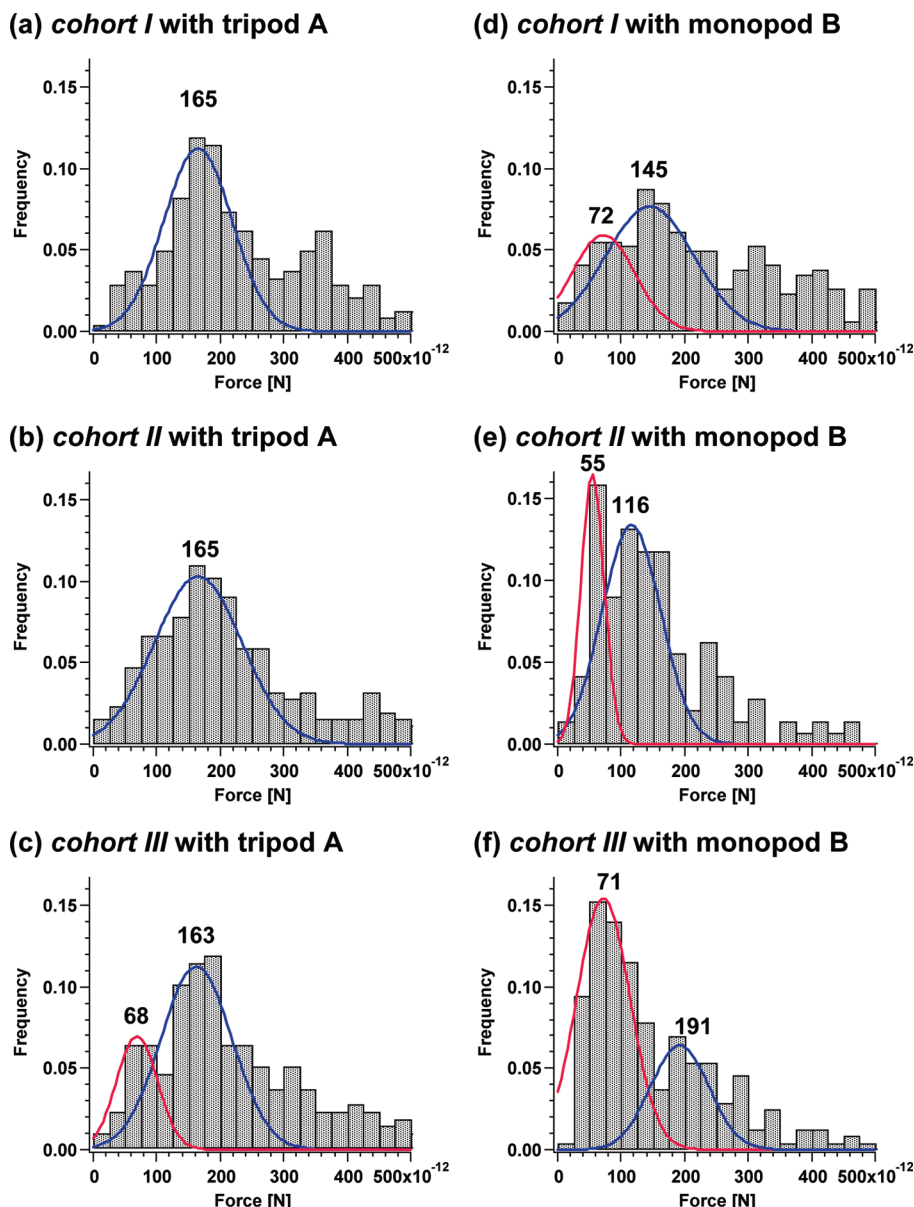 (a) cohort I with tripod A
0.15
0.10
0.05
0.00
Frequency
165
0 100 200 300 400 500x10-12
Force [N]
(d) cohort I with monopod B
0.15
0.10
0.05
0.00
Frequency
72
145
0 100 200 300 400 500x10-12
Force [N]
(b) cohort II with tripod A
0.15
0.10
0.05
0.00
Frequency
165
0 100 200 300 400 500x10-12
Force [N]
(e) cohort II with monopod B
0.15
0.10
0.05
0.00
Frequency
55
116
0 100 200 300 400 500x10-12
Force [N]
(c) cohort III with tripod A
0.15
0.10
0.05
0.00
Frequency
68
163
0 100 200 300 400 500x10-12
Force [N]
(f) cohort III with monopod B
0.15
0.10
0.05
0.00
Frequency
71
191
0 100 200 300 400 500x10-12
Force [N]